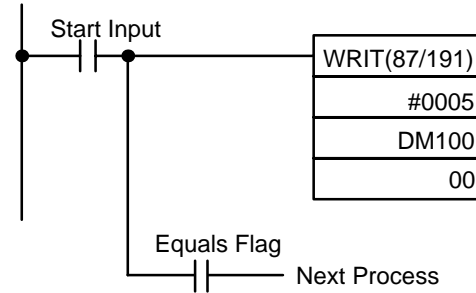 Start Input
WRIT(87/191)
#0005
DM100
00
Equals Flag
Next Process